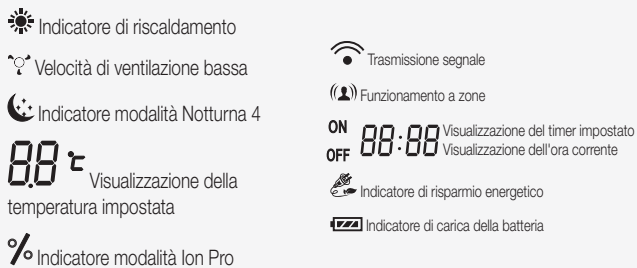 Indicatore di riscaldamento
Velocità di ventilazione bassa
Indicatore modalità Notturna 4
88 °c Visualizzazione della
temperatura impostata
% Indicatore modalità Ion Pro
Trasmissione segnale
Funzionamento a zone
ON 88:88 Visualizzazione del timer impostato
OFF Visualizzazione dell'ora corrente
Indicatore di risparmio energetico
Indicatore di carica della batteria